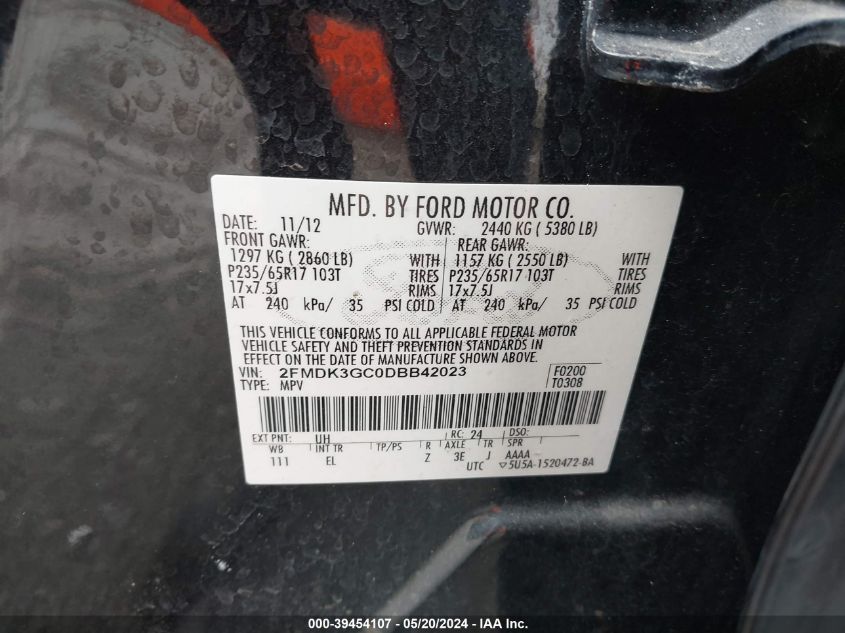 MFD. BY FORD MOTOR CO.
DATE: 11/12 GVWR: 2440 KG ( 5380 LB)
FRONT GAWR: REAR GAWR:
1297 KG ( 2860 LB) WITH 1157 KG ( 2550 LB) WITH
P235/65R17 103T TIRES P235/65R17 103T TIRES
17x7.5J RIMS 17x7.5J RIMS
AT 240 kPa/ 35 PSI COLD AT 240 kPa/ 35 PSI COLD
THIS VEHICLE CONFORMS TO ALL APPLICABLE FEDERAL MOTOR
VEHICLE SAFETY AND THEFT PREVENTION STANDARDS IN
EFFECT ON THE DATE OF MANUFACTURE SHOWN ABOVE.
VIN: 2FMDK3GC0DBB42023 F0200
TYPE: MPV T0308
EXT PNT: UH RC: 24 DSO:
WB INT TR TP/PS R AXLE TR SPR
111 EL Z 3E J AAAA
UTC ▽5U5A-1520472-BA
000-39454107 - 05/20/2024 - IAAI.com